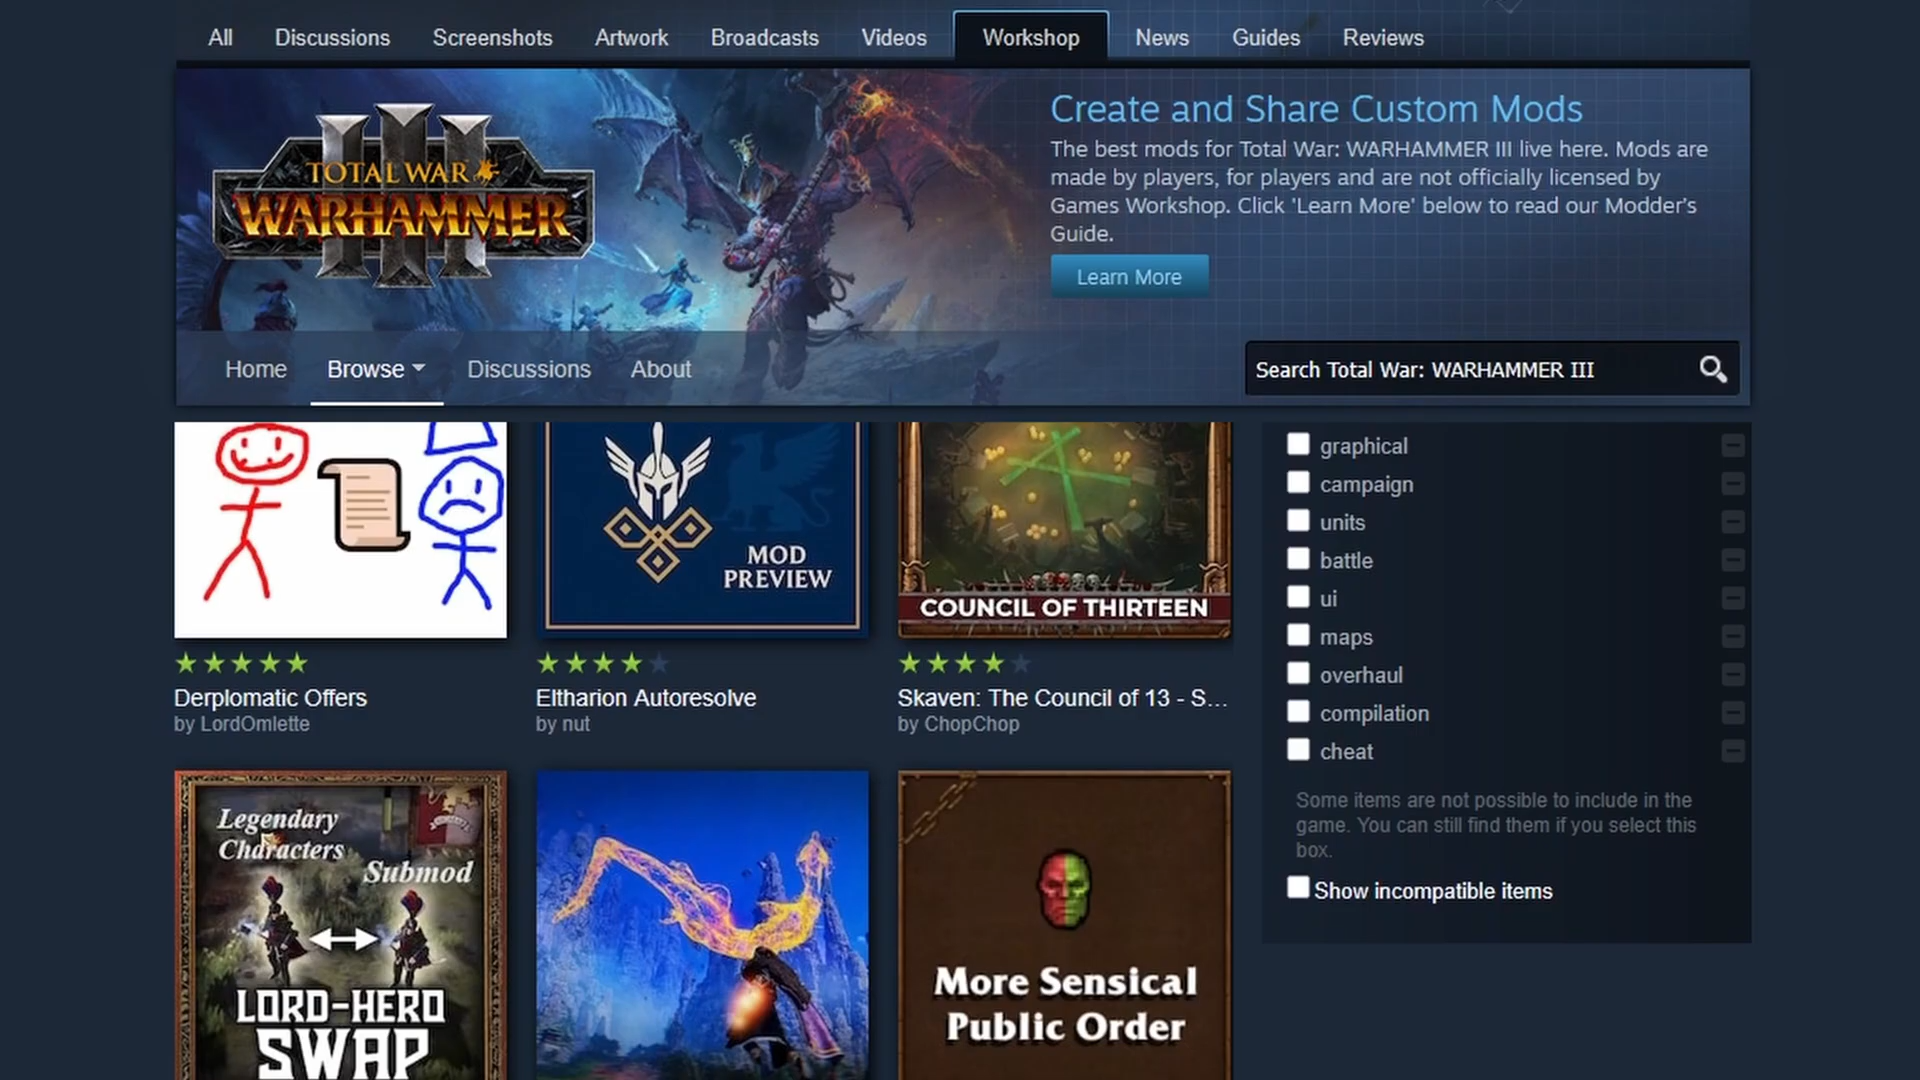 All Discussions Screenshots Artwork Broadcasts Videos Workshop News Guides Reviews
TOTAL WAR
WARHAMMER
III
Create and Share Custom Mods
The best mods for Total War: WARHAMMER III live here. Mods are
made by players, for players and are not officially licensed by
Games Workshop. Click 'Learn More' below to read our Modder's
Guide.
Learn More
Home Browse Discussions About
Search Total War: WARHAMMER III
MOD
PREVIEW
COUNCIL OF THIRTEEN
Derplomatic Offers
by LordOmlette
Eltharion Autoresolve
by nut
Skaven: The Council of 13 - S...
by ChopChop
Legendary
Characters
Submod
LORD-HERO
SWAP
More Sensical
Public Order
graphical
campaign
units
battle
ui
maps
overhaul
compilation
cheat
Some items are not possible to include in the
game. You can still find them if you select this
box.
Show incompatible items